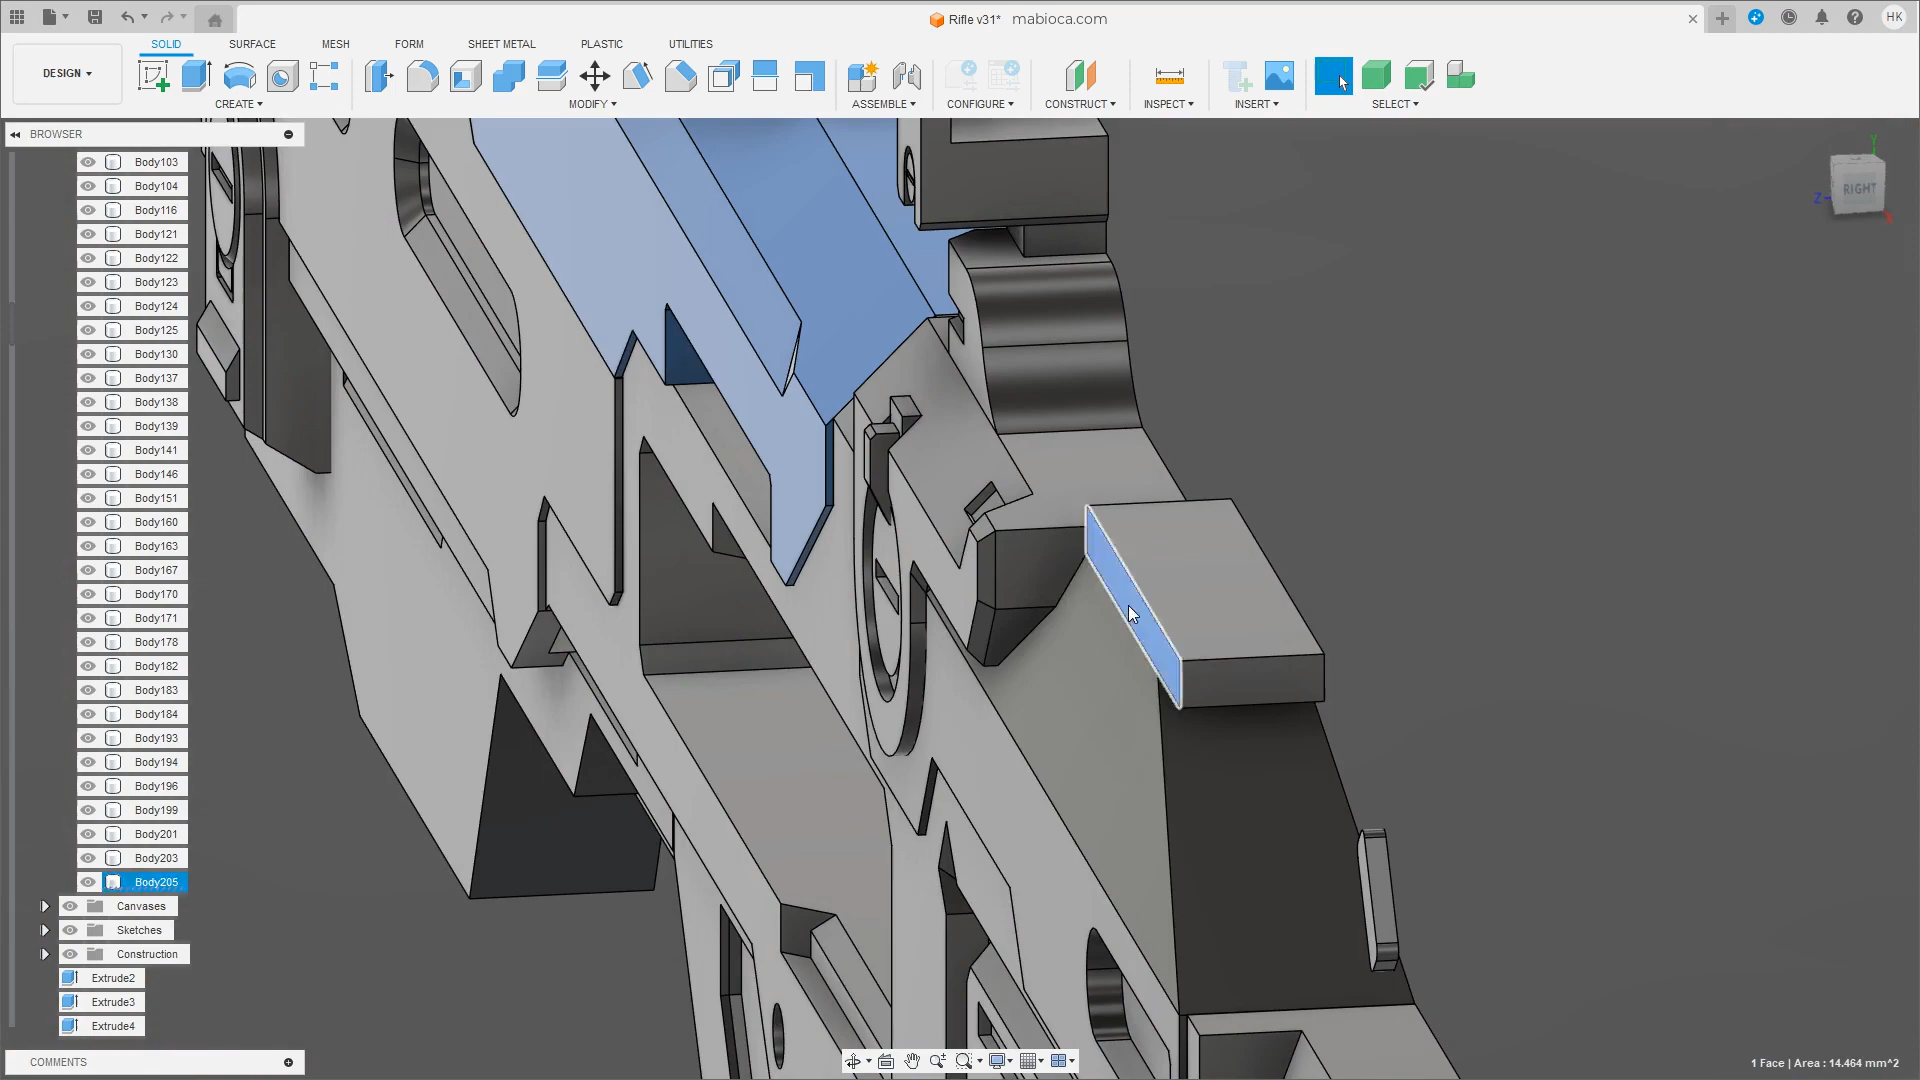 Rifle v31* mabioca.com
HK
DESIGN
SOLID SURFACE MESH FORM SHEET METAL PLASTIC UTILITIES
CREATE MODIFY ASSEMBLE CONFIGURE CONSTRUCT INSPECT INSERT SELECT
BROWSER
Body103
Body104
Body116
Body121
Body122
Body123
Body124
Body125
Body130
Body137
Body138
Body139
Body141
Body146
Body151
Body160
Body163
Body167
Body170
Body171
Body178
Body182
Body183
Body184
Body193
Body194
Body196
Body199
Body201
Body203
Body205
Canvases
Sketches
Construction
Extrude2
Extrude3
Extrude4
COMMENTS
Y
Z
X
RIGHT
1 Face | Area : 14.464 mm^2